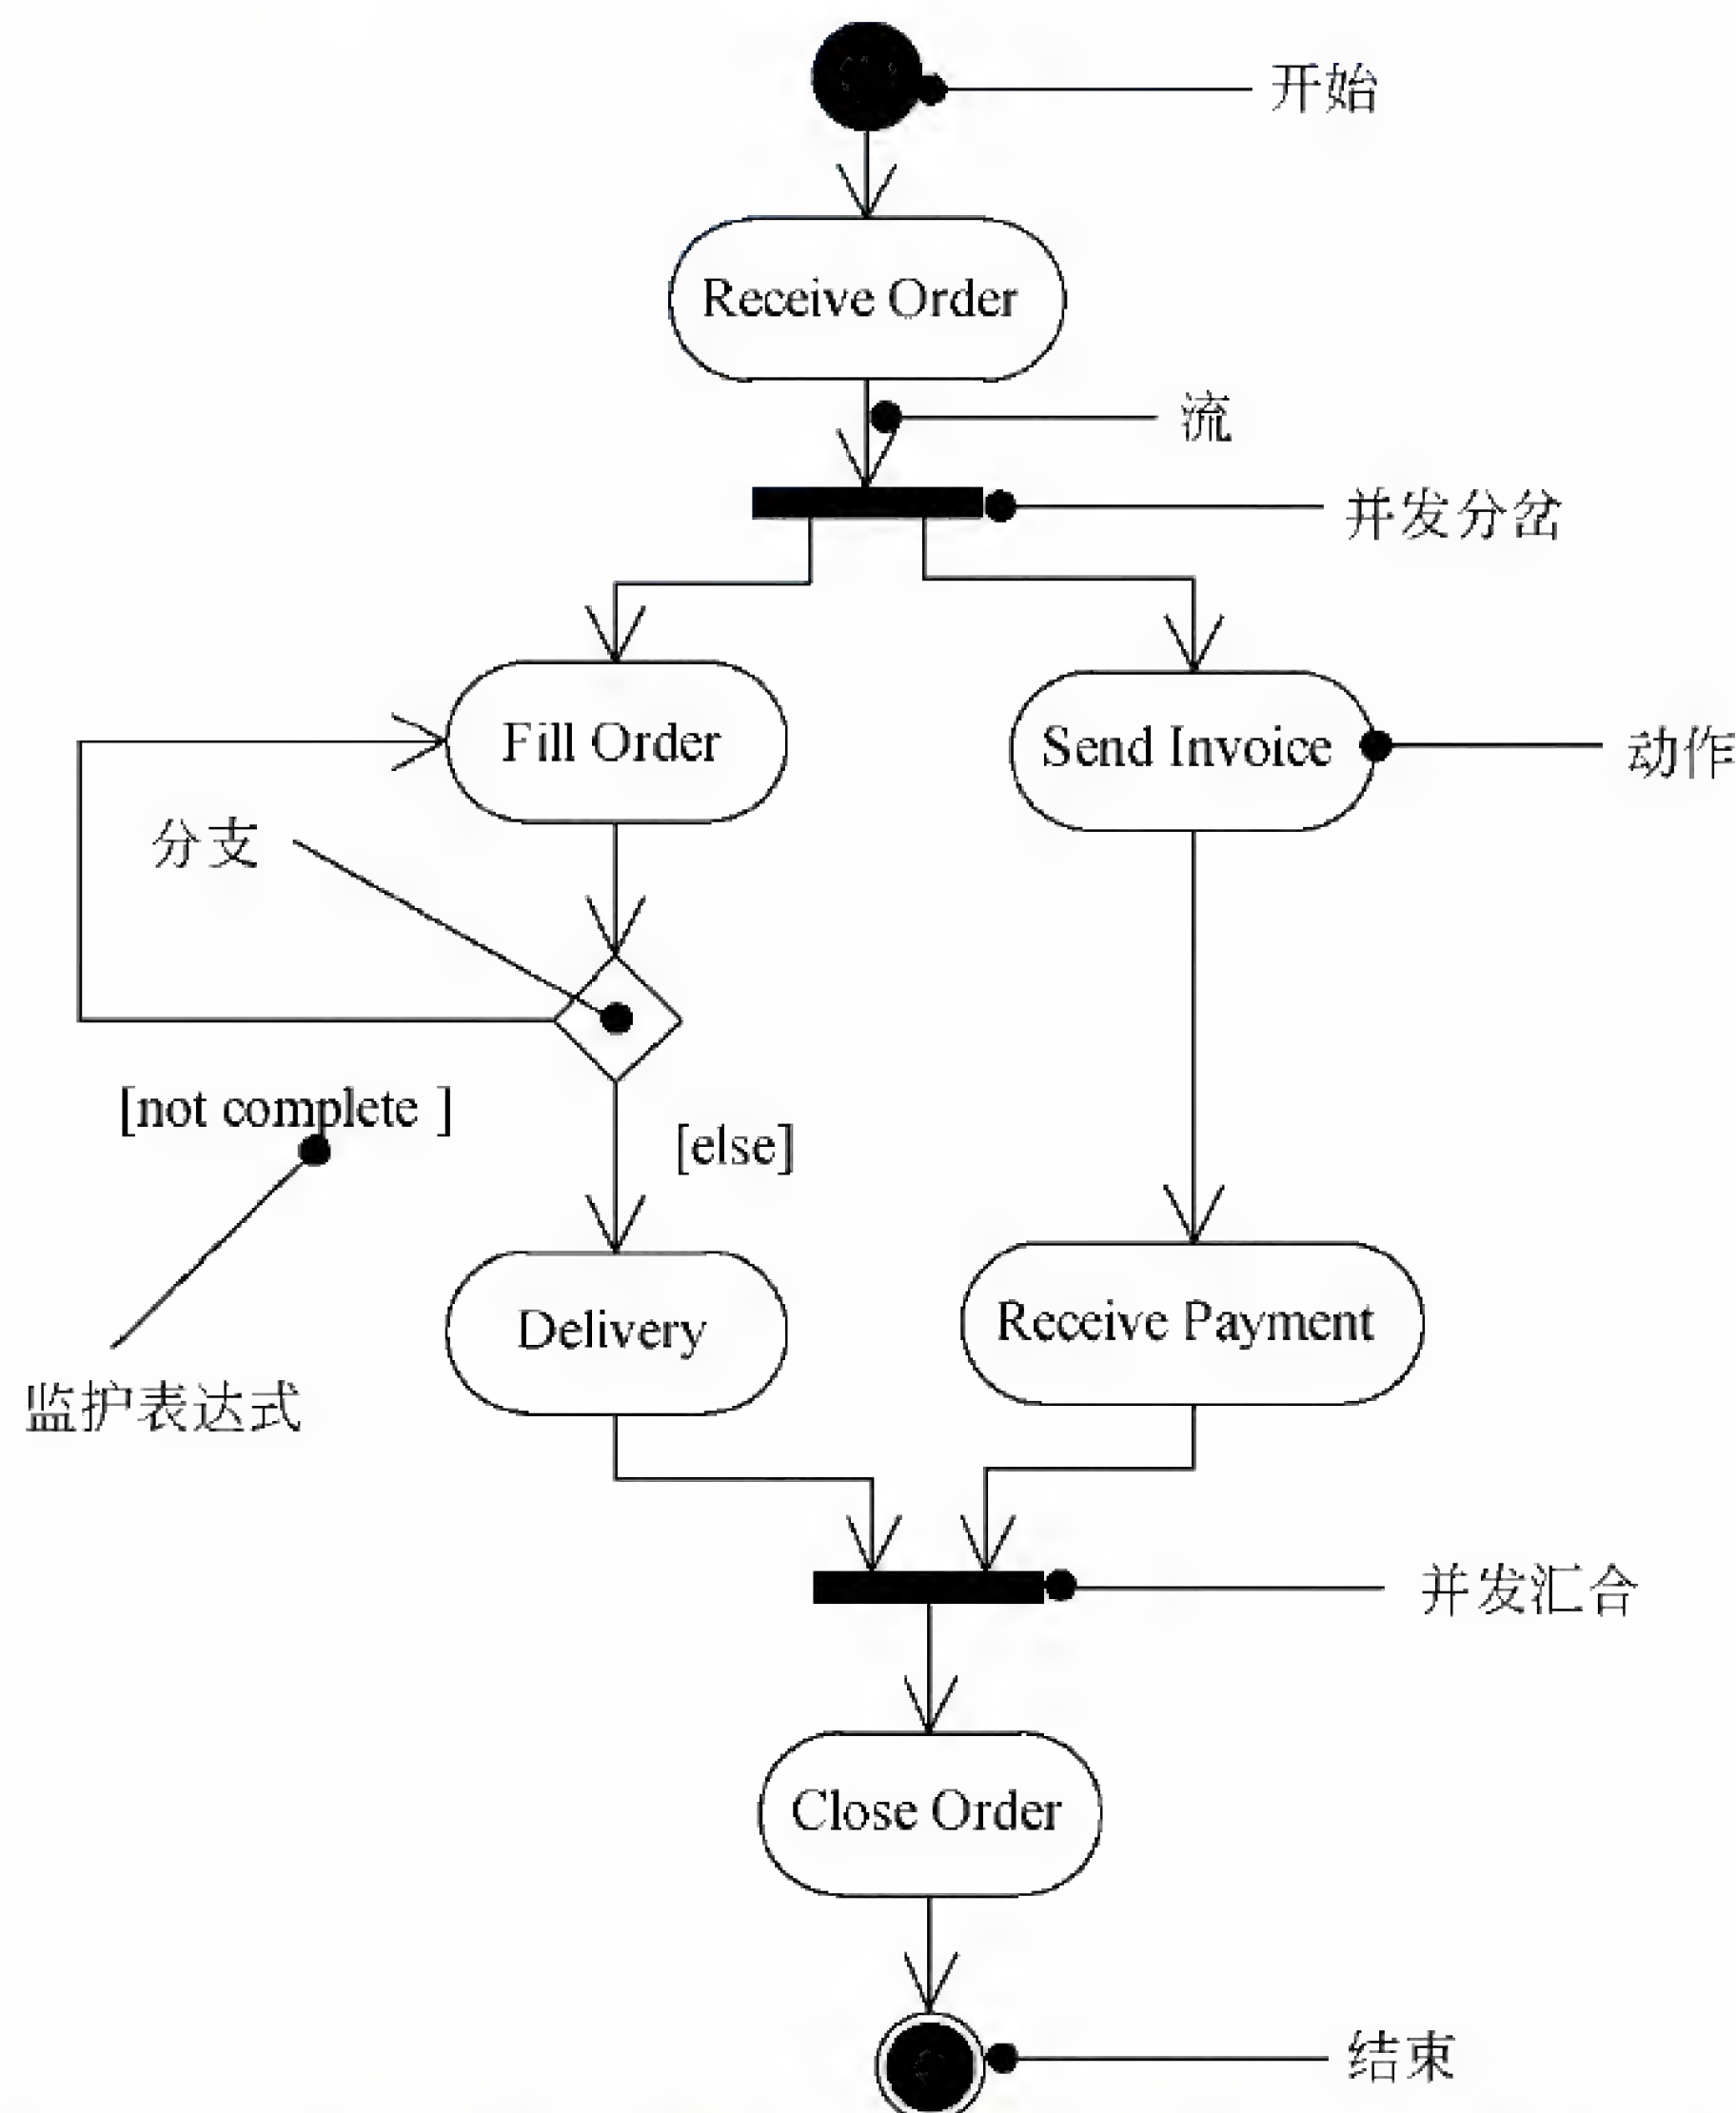 开始
Receive Order
流
并发分岔
Fill Order
Send Invoice
动作
分支
[not complete ]
[else]
Delivery
Receive Payment
监护表达式
并发汇合
Close Order
结束